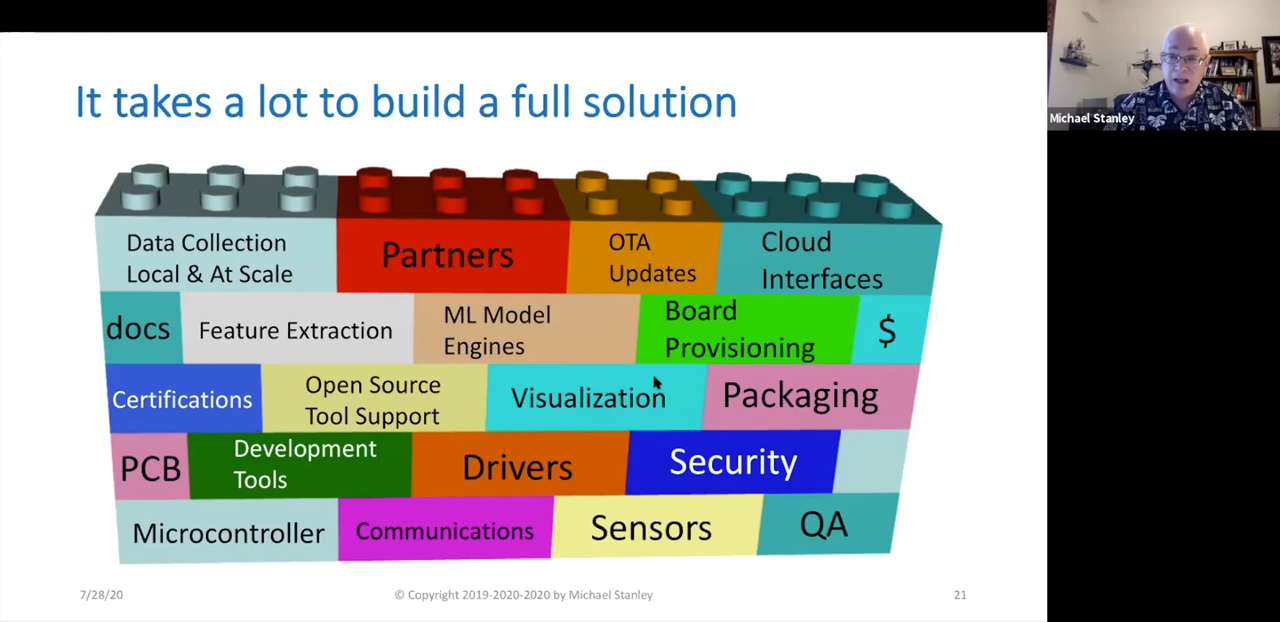 It takes a lot to build a full solution
Michael Stanley
Data Collection
Local & At Scale
Partners
OTA
Updates
Cloud
Interfaces
docs
Feature Extraction
ML Model
Engines
Board
Provisioning
$
Certifications
Open Source
Tool Support
Visualization
Packaging
PCB
Development
Tools
Drivers
Security
Microcontroller
Communications
Sensors
QA
7/28/20
© Copyright 2019-2020-2020 by Michael Stanley
21